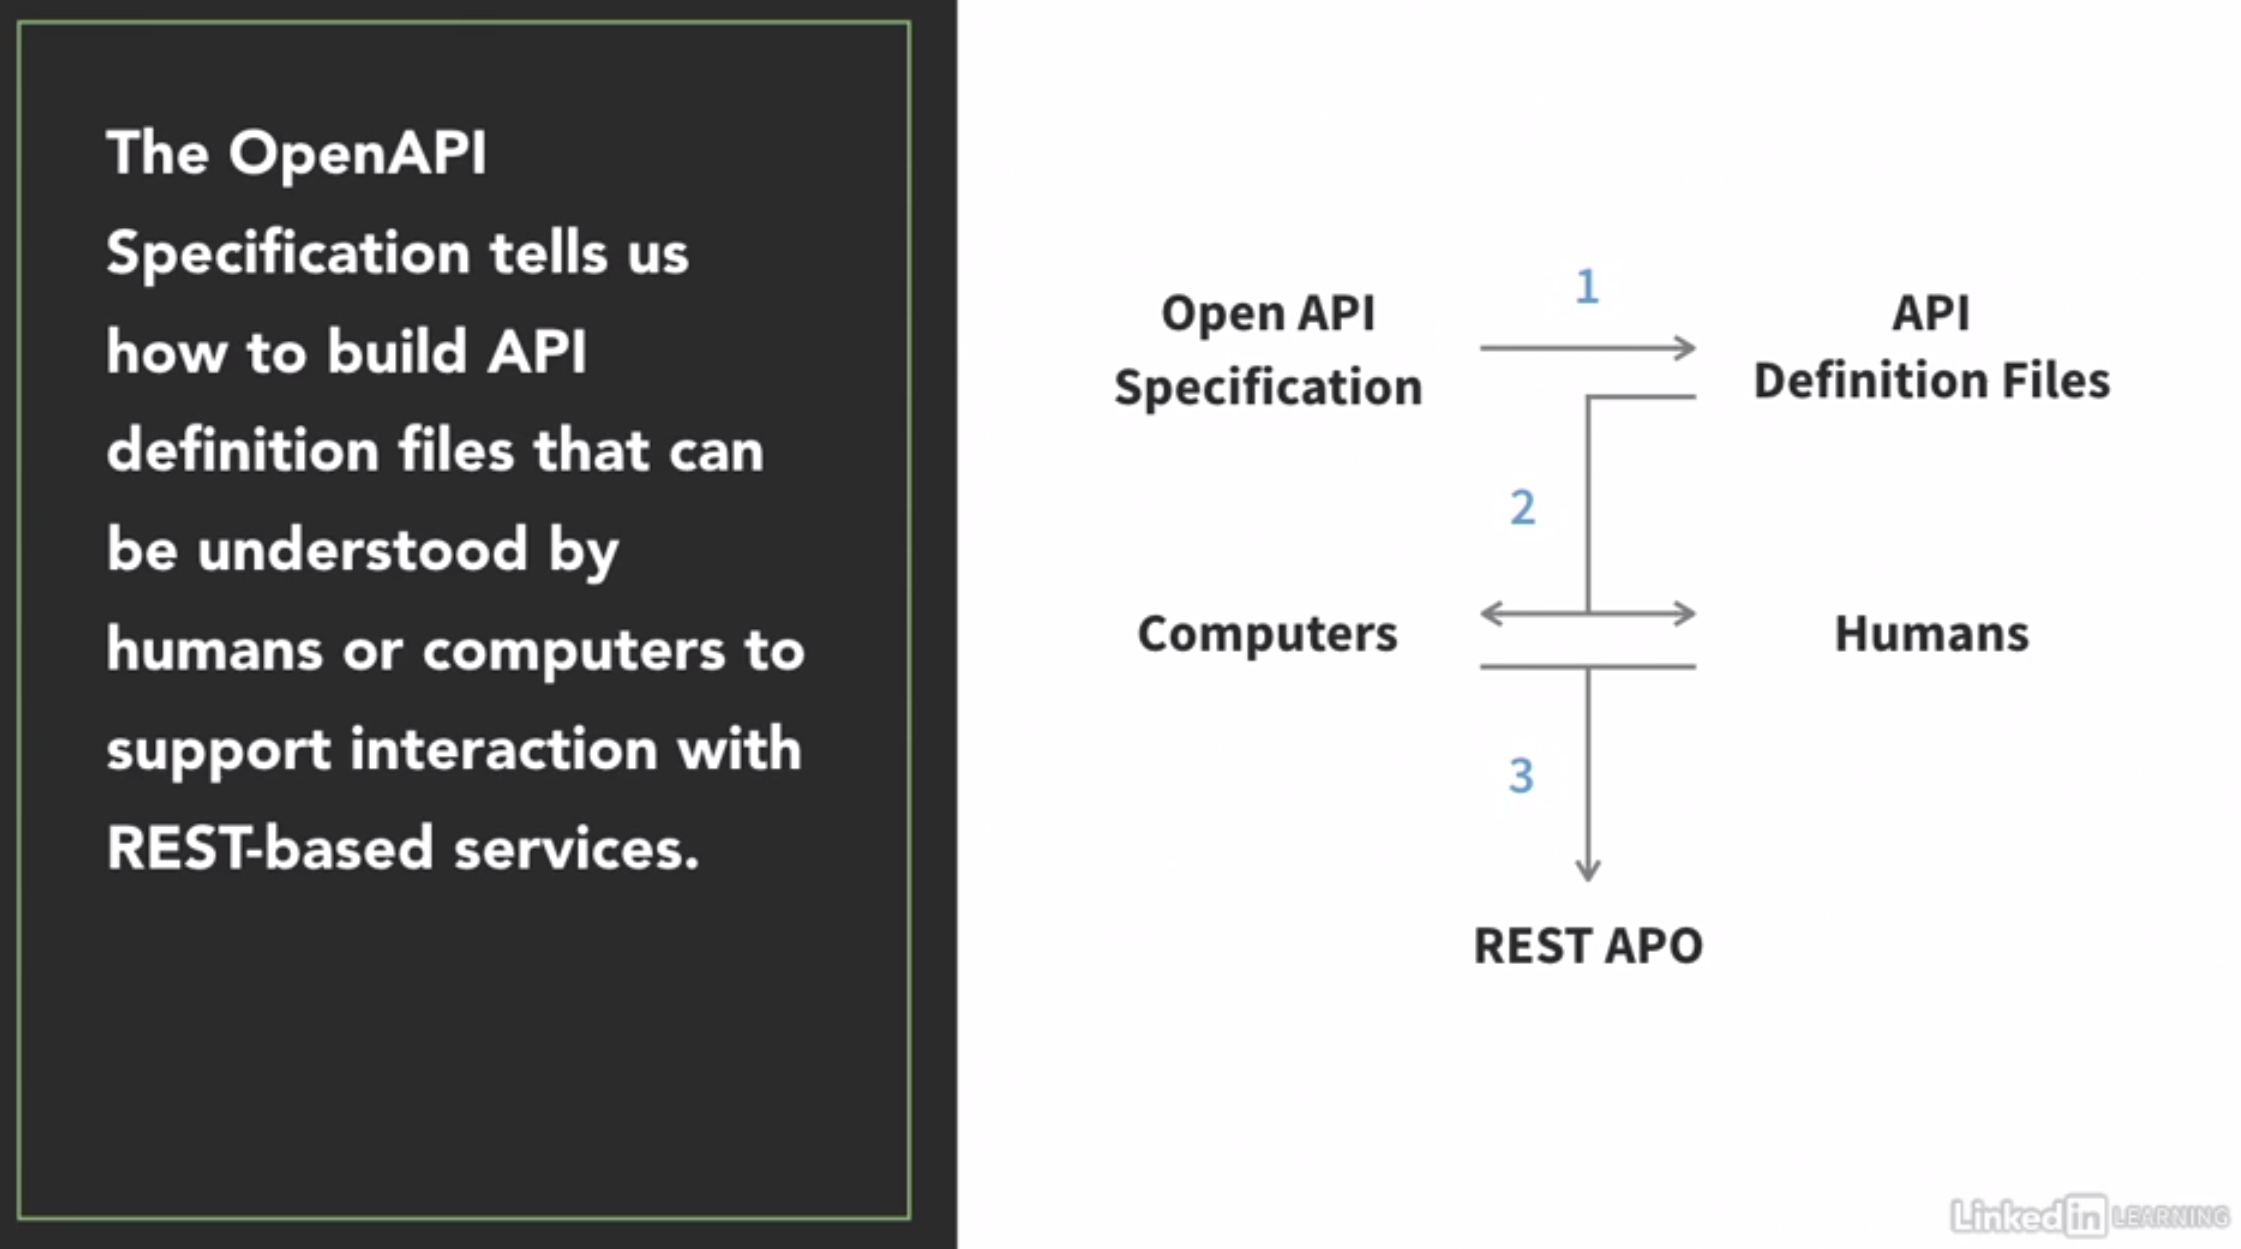 The OpenAPI
Specification tells us
how to build API
definition files that can
be understood by
humans or computers to
support interaction with
REST-based services.
1
Open API
Specification
API
Definition Files
2
Computers
Humans
3
REST APO
Linked in LEARNING